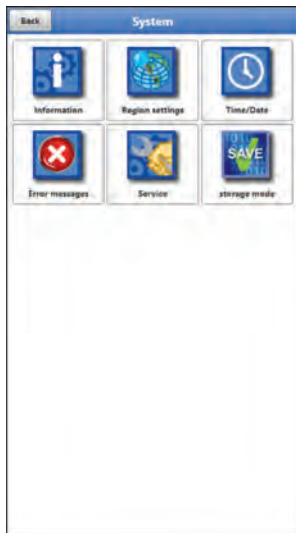 Back
System
Information
Region settings
Time/Date
Error messages
Service
SAVE
storage mode